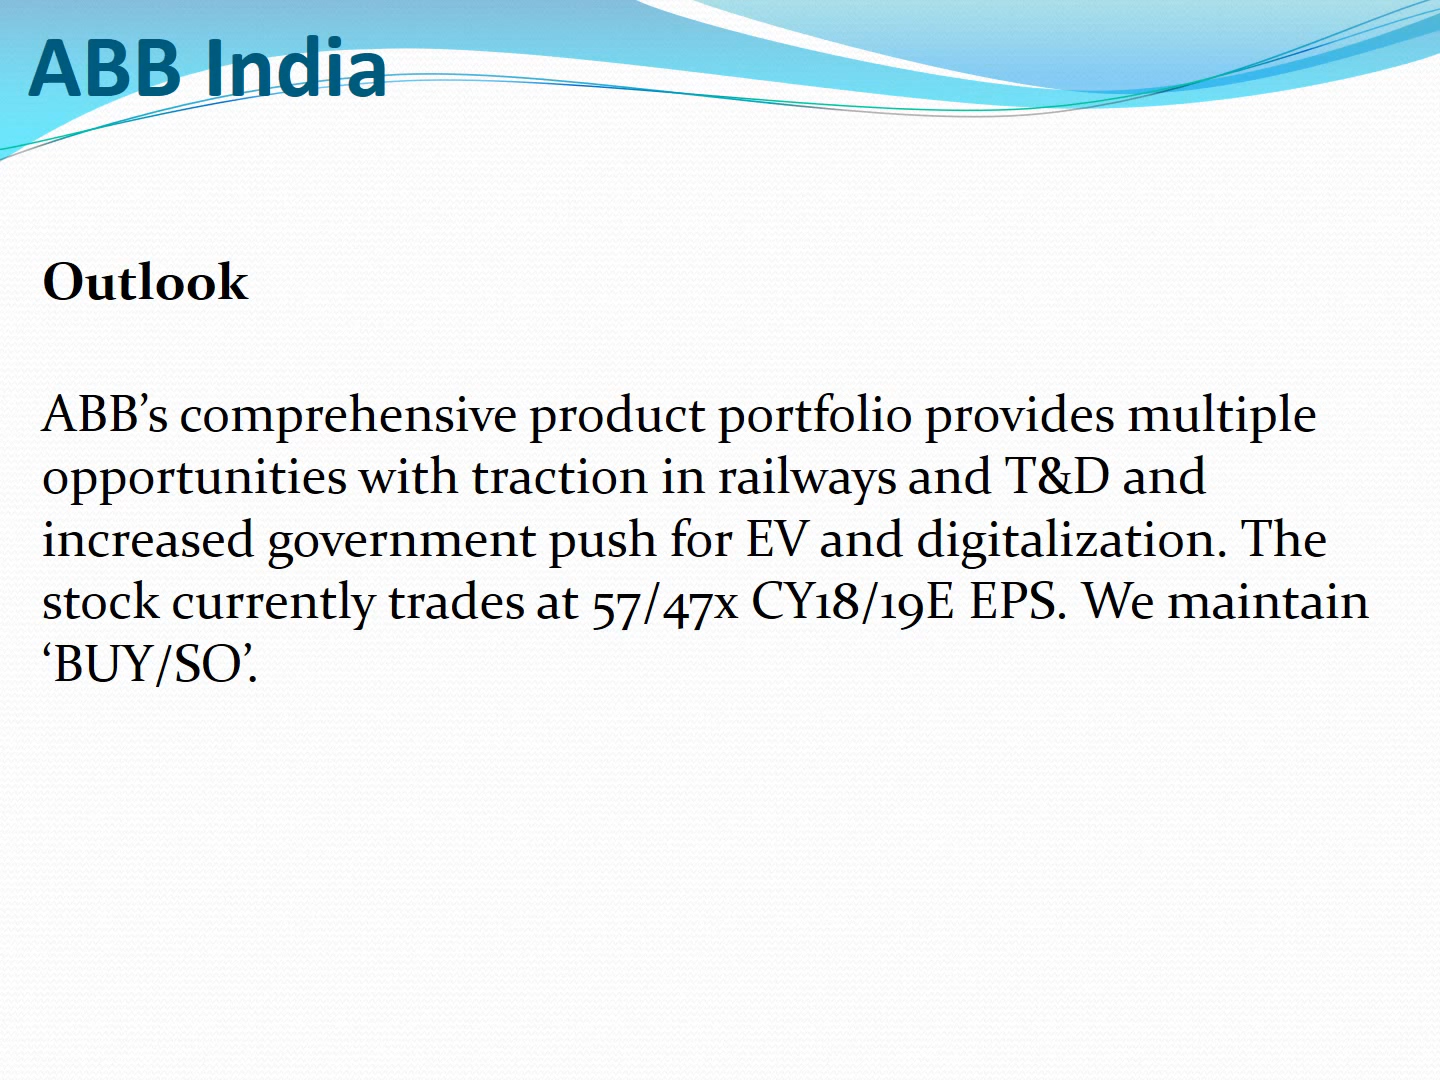 ABB India
Outlook
ABB’s comprehensive product portfolio provides multiple
opportunities with traction in railways and T&D and
increased government push for EV and digitalization. The
stock currently trades at 57/47x CY18/19E EPS. We maintain
‘BUY/SO’.